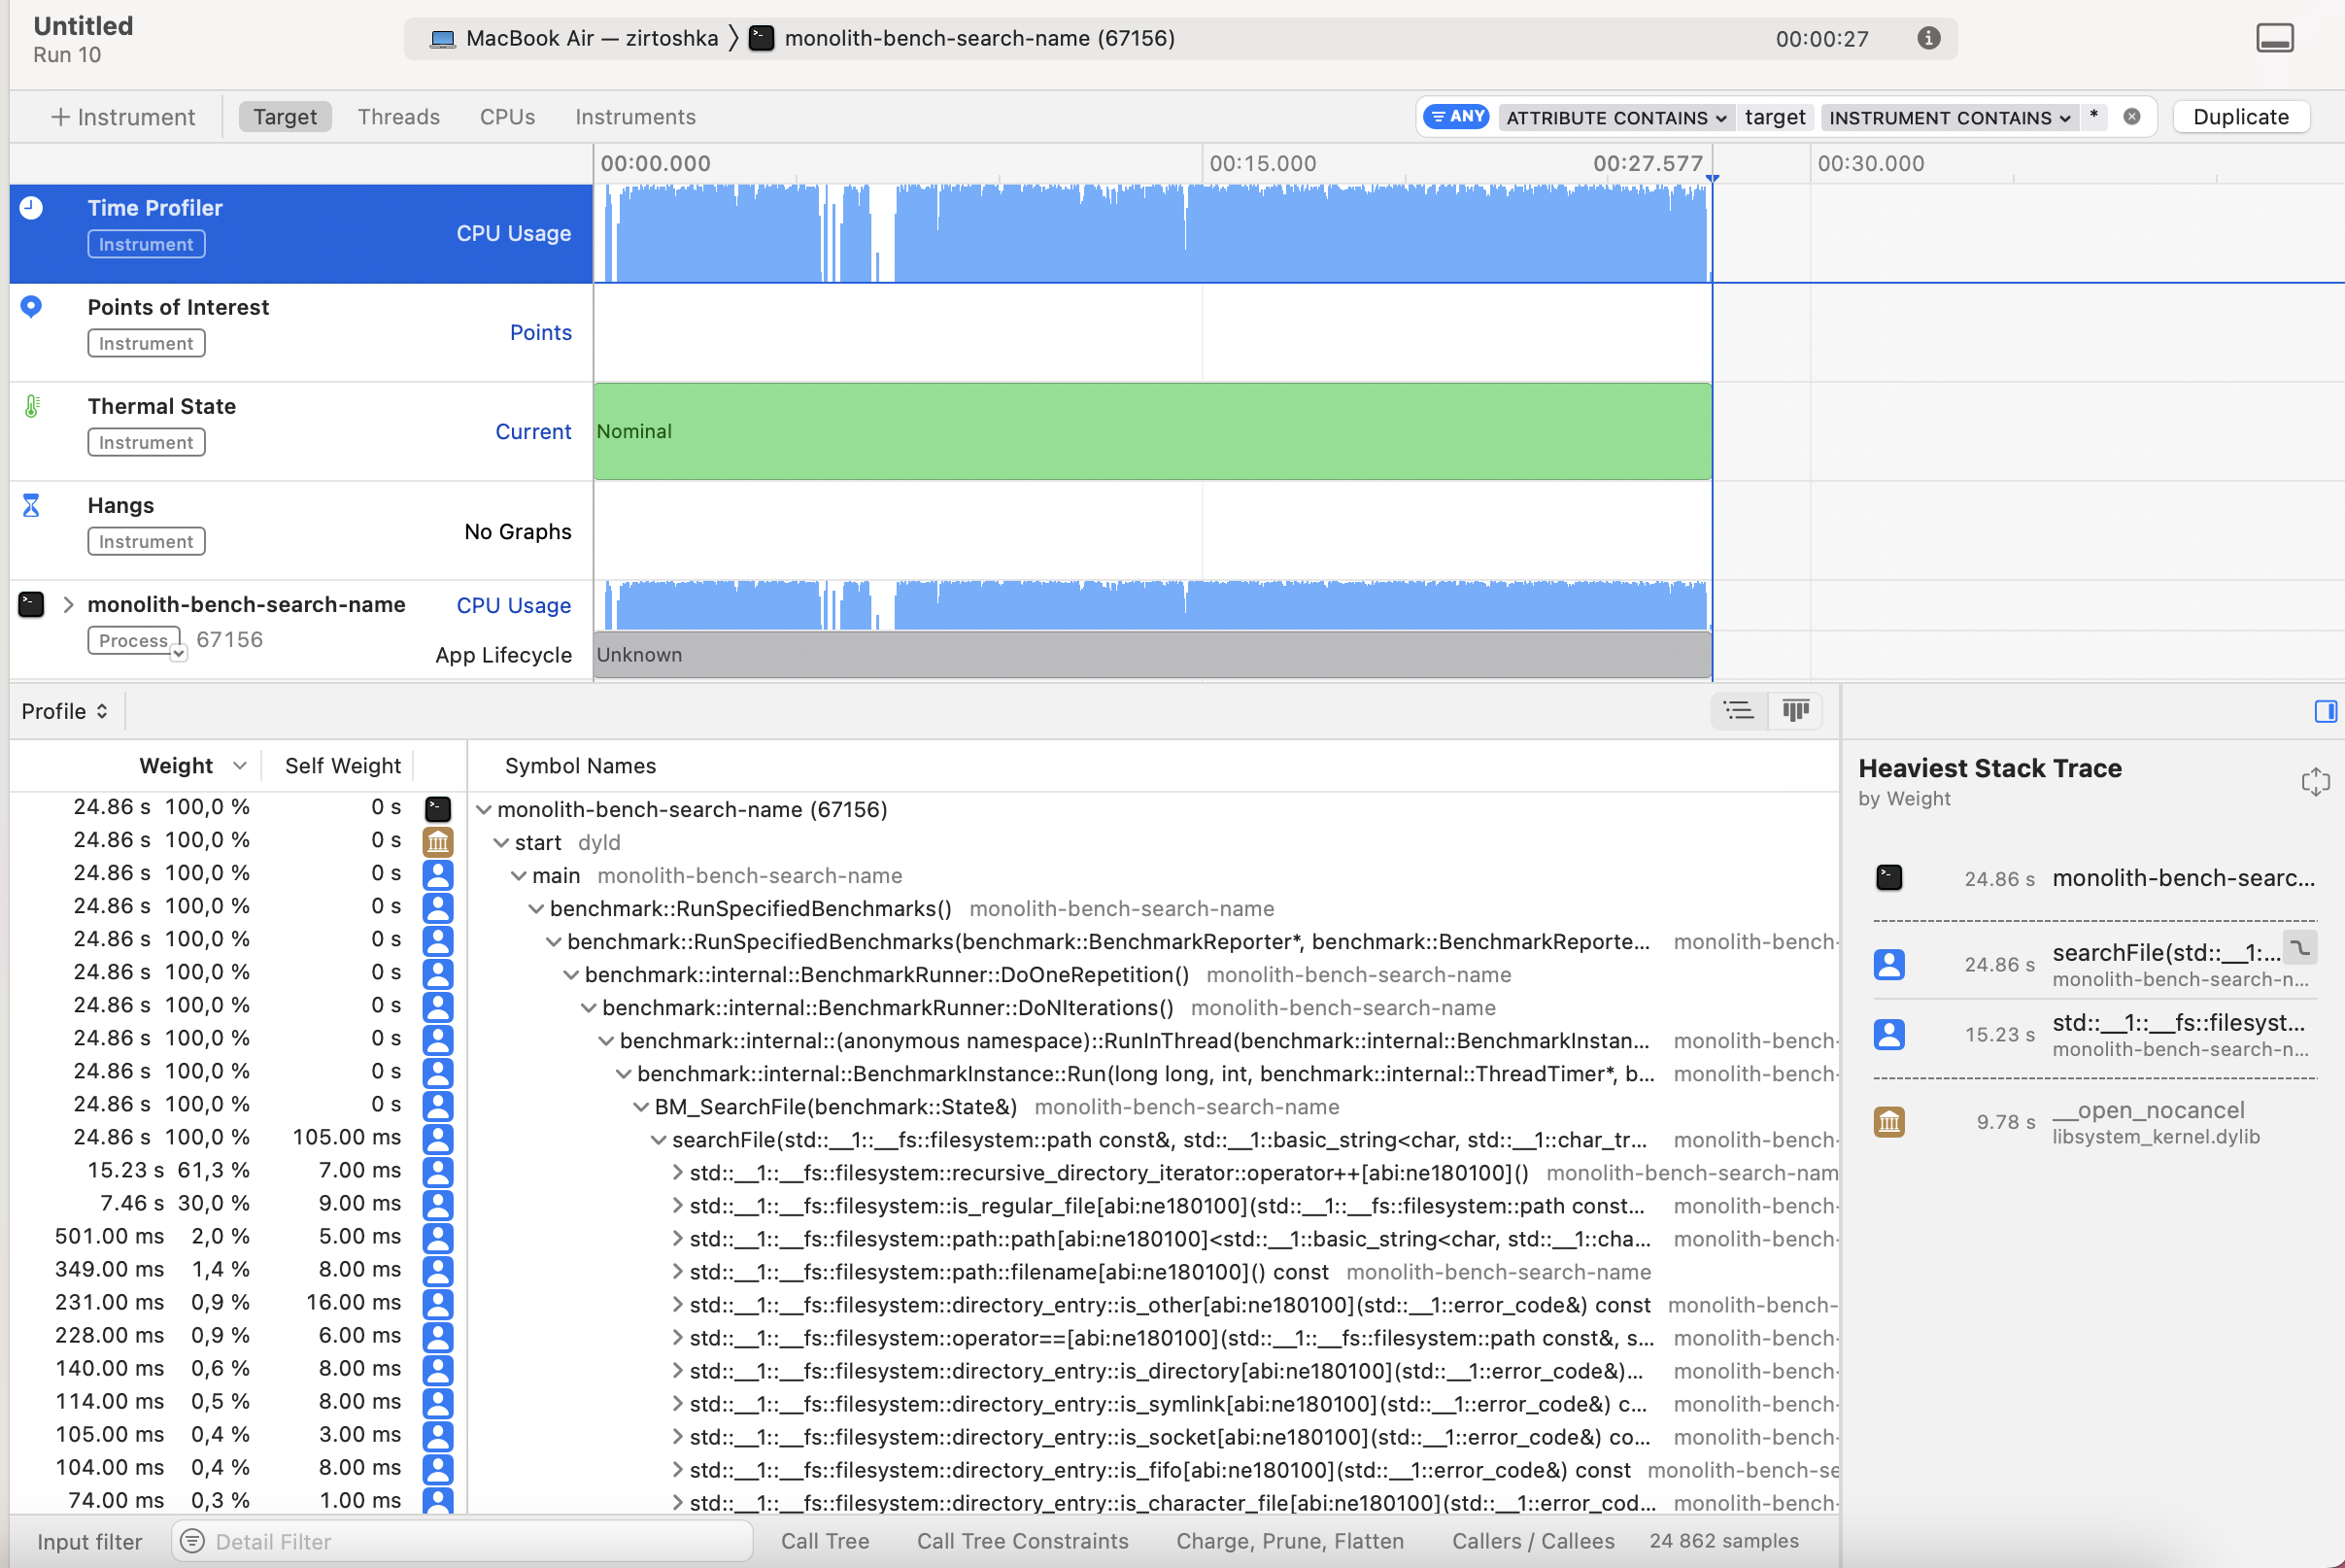 Untitled
Run 10
MacBook Air — zirtoshka 〉 monolith-bench-search-name (67156)
00:00:27
+ Instrument
Target
Threads
CPUs
Instruments
ANY
ATTRIBUTE CONTAINS
target
INSTRUMENT CONTAINS
*
Duplicate
00:00.000
00:15.000
00:27.577
00:30.000
Time Profiler
Instrument
CPU Usage
Points of Interest
Instrument
Points
Thermal State
Instrument
Current
Nominal
Hangs
Instrument
No Graphs
monolith-bench-search-name
CPU Usage
Process
67156
App Lifecycle
Unknown
Profile
Weight
Self Weight
Symbol Names
24.86 s 100,0 % 0 s monolith-bench-search-name (67156)
24.86 s 100,0 % 0 s start dyld
24.86 s 100,0 % 0 s main monolith-bench-search-name
24.86 s 100,0 % 0 s benchmark::RunSpecifiedBenchmarks() monolith-bench-search-name
24.86 s 100,0 % 0 s benchmark::RunSpecifiedBenchmarks(benchmark::BenchmarkReporter*, benchmark::BenchmarkReporte... monolith-bench-
24.86 s 100,0 % 0 s benchmark::internal::BenchmarkRunner::DoOneRepetition() monolith-bench-search-name
24.86 s 100,0 % 0 s benchmark::internal::BenchmarkRunner::DoNIterations() monolith-bench-search-name
24.86 s 100,0 % 0 s benchmark::internal::(anonymous namespace)::RunInThread(benchmark::internal::BenchmarkInstan... monolith-bench-
24.86 s 100,0 % 0 s benchmark::internal::BenchmarkInstance::Run(long long, int, benchmark::internal::ThreadTimer*, b... monolith-bench-
24.86 s 100,0 % 0 s BM_SearchFile(benchmark::State&) monolith-bench-search-name
24.86 s 100,0 % 105.00 ms searchFile(std::__1::__fs::filesystem::path const&, std::__1::basic_string<char, std::__1::char_tr... monolith-bench-
15.23 s 61,3 % 7.00 ms std::__1::__fs::filesystem::recursive_directory_iterator::operator++[abi:ne180100]() monolith-bench-search-nam
7.46 s 30,0 % 9.00 ms std::__1::__fs::filesystem::is_regular_file[abi:ne180100](std::__1::__fs::filesystem::path const... monolith-bench-
501.00 ms 2,0 % 5.00 ms std::__1::__fs::filesystem::path::path[abi:ne180100]<std::__1::basic_string<char, std::__1::cha... monolith-bench-
349.00 ms 1,4 % 8.00 ms std::__1::__fs::filesystem::path::filename[abi:ne180100]() const monolith-bench-search-name
231.00 ms 0,9 % 16.00 ms std::__1::__fs::filesystem::directory_entry::is_other[abi:ne180100](std::__1::error_code&) const monolith-bench-
228.00 ms 0,9 % 6.00 ms std::__1::__fs::filesystem::operator==[abi:ne180100](std::__1::__fs::filesystem::path const&, s... monolith-bench-
140.00 ms 0,6 % 8.00 ms std::__1::__fs::filesystem::directory_entry::is_directory[abi:ne180100](std::__1::error_code&)... monolith-bench-
114.00 ms 0,5 % 8.00 ms std::__1::__fs::filesystem::directory_entry::is_symlink[abi:ne180100](std::__1::error_code&) c... monolith-bench-
105.00 ms 0,4 % 3.00 ms std::__1::__fs::filesystem::directory_entry::is_socket[abi:ne180100](std::__1::error_code&) co... monolith-bench-
104.00 ms 0,4 % 8.00 ms std::__1::__fs::filesystem::directory_entry::is_fifo[abi:ne180100](std::__1::error_code&) const monolith-bench-se
74.00 ms 0,3 % 1.00 ms std::__1::__fs::filesystem::directory_entry::is_character_file[abi:ne180100](std::__1::error_cod... monolith-bench-
Heaviest Stack Trace
by Weight
24.86 s monolith-bench-searc...
24.86 s searchFile(std::__1:...
monolith-bench-search-n...
15.23 s std::__1::__fs::filesyst...
monolith-bench-search-n...
9.78 s __open_nocancel
libsystem_kernel.dylib
Input filter
Detail Filter
Call Tree
Call Tree Constraints
Charge, Prune, Flatten
Callers / Callees
24 862 samples